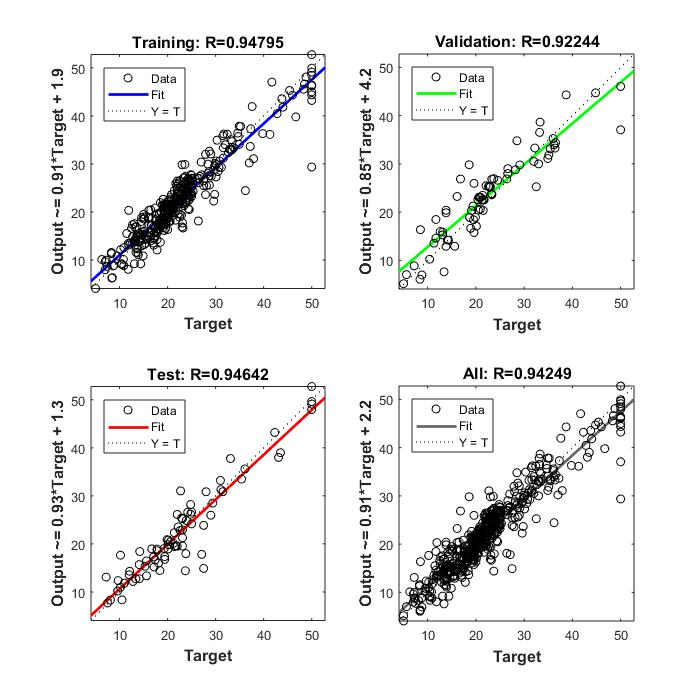 Training: R=0.94795
Output ~= 0.91*Target + 1.9
50
40
30
20
10
Data
Fit
Y = T
10 20 30 40 50
Target
Validation: R=0.92244
Output ~= 0.85*Target + 4.2
50
40
30
20
10
Data
Fit
Y = T
10 20 30 40 50
Target
Test: R=0.94642
Output ~= 0.93*Target + 1.3
50
40
30
20
10
Data
Fit
Y = T
10 20 30 40 50
Target
All: R=0.94249
Output ~= 0.91*Target + 2.2
50
40
30
20
10
Data
Fit
Y = T
10 20 30 40 50
Target